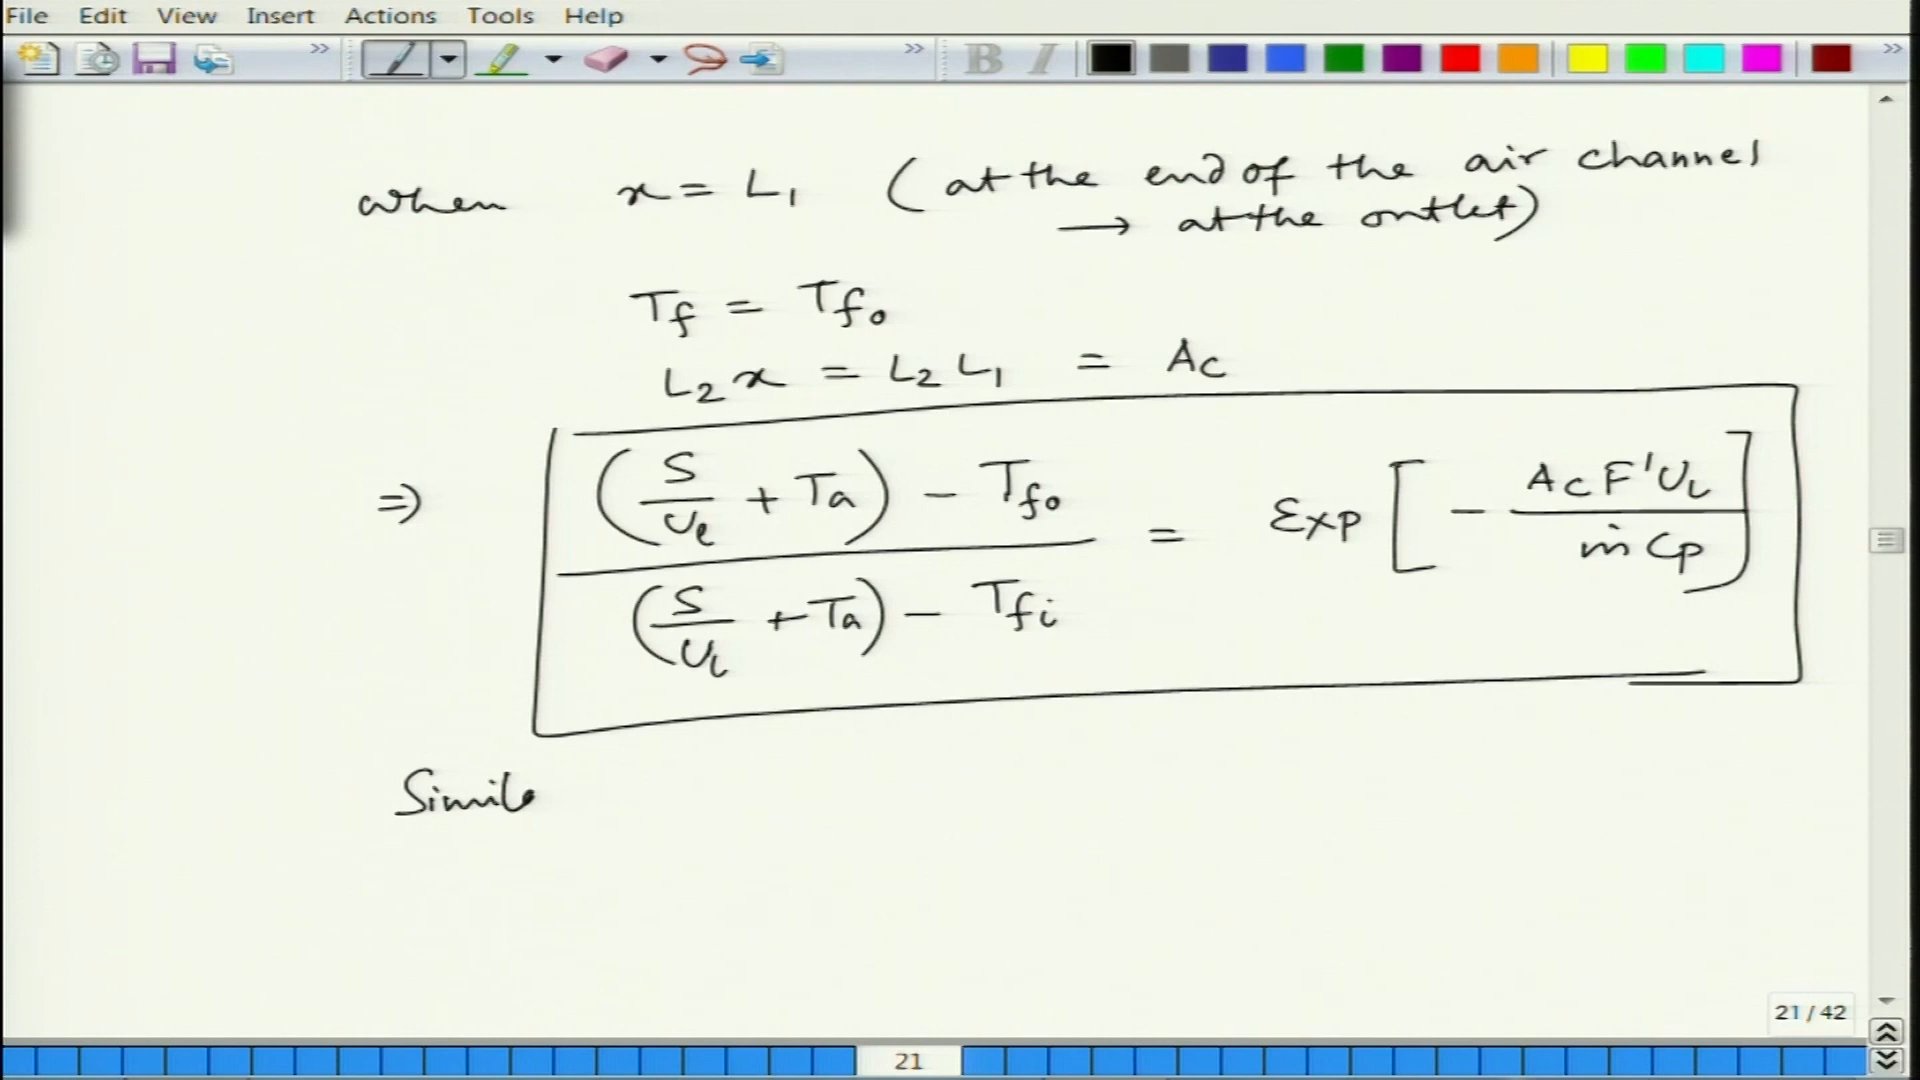 File Edit View Insert Actions Tools Help
B I
when x = L₁ (at the end of the air channel
→ at the outlet)
Tf = Tfo
L₂x = L₂L₁ = Ac
⇒ ((S/Ul + Ta) - Tfo) / ((S/UL + Ta) - Tfi) = Exp[- AcF'UL / ṁCp]
Simila
21 / 42
21